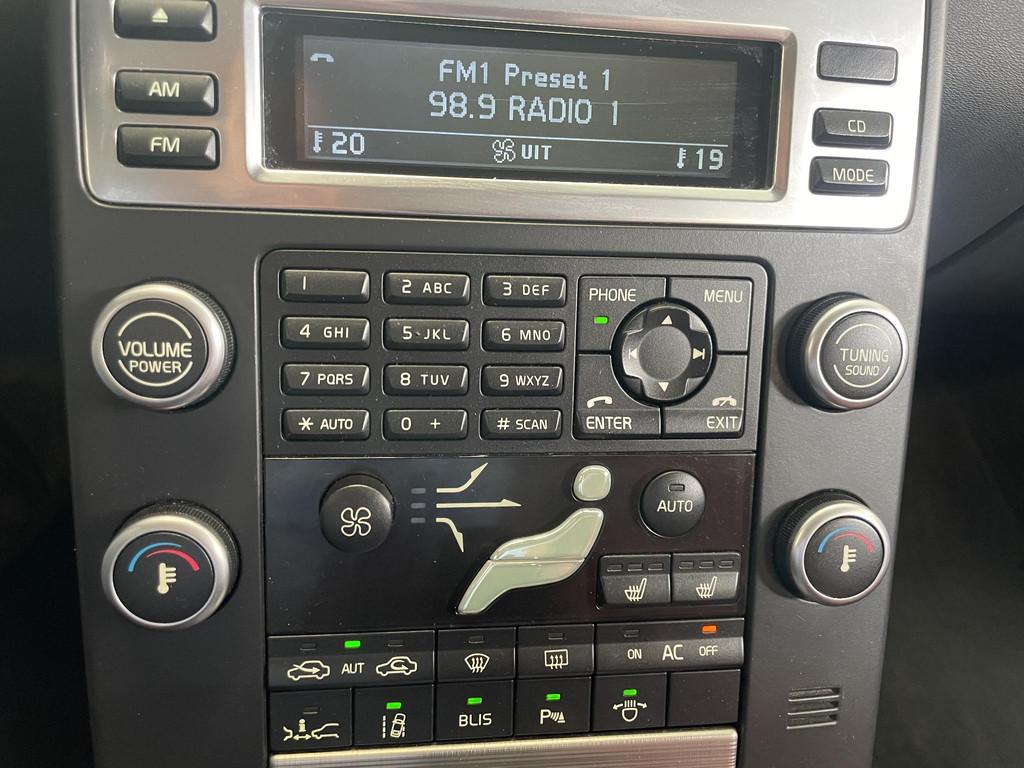 FM1 Preset 1
98.9 RADIO 1
20
UIT
19
AM
FM
CD
MODE
1
2 ABC
3 DEF
4 GHI
5 JKL
6 MNO
7 PQRS
8 TUV
9 WXYZ
* AUTO
0 +
# SCAN
PHONE
MENU
ENTER
EXIT
VOLUME
POWER
TUNING
SOUND
AUTO
AUT
ON AC OFF
BLIS
P